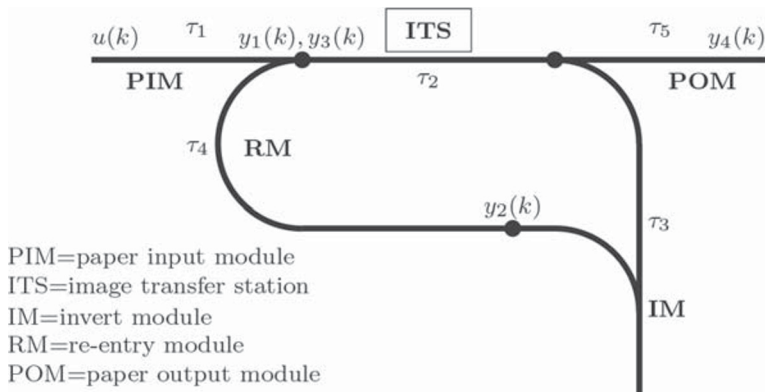 u(k) τ₁ y₁(k), y₃(k) ITS τ₅ y₄(k)
PIM τ₂ POM
τ₄ RM
y₂(k)
τ₃
PIM=paper input module
ITS=image transfer station
IM=invert module
IM
RM=re-entry module
POM=paper output module